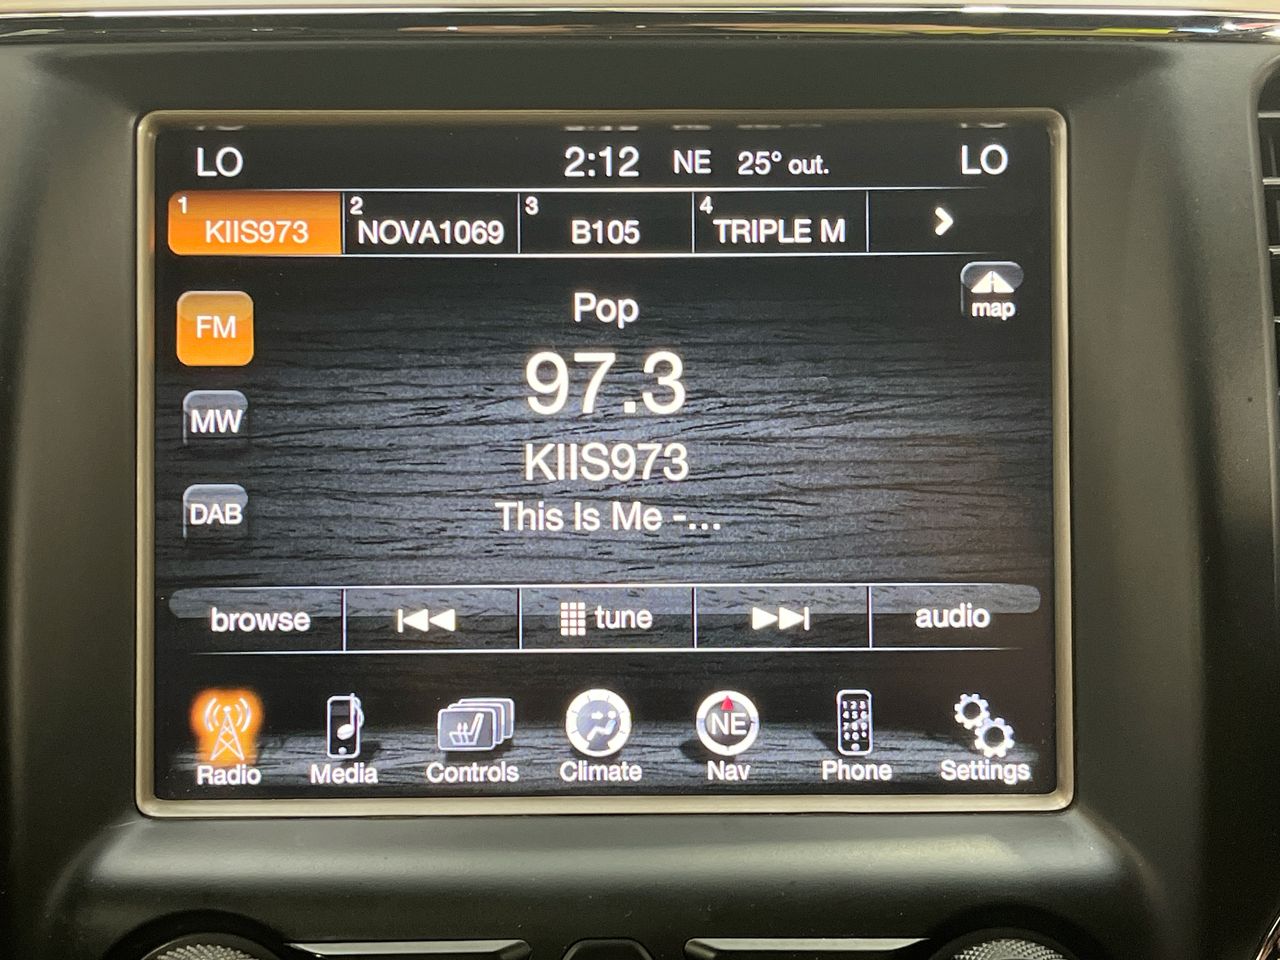 LO 2:12 NE 25° out. LO
1 KIIS973 2 NOVA1069 3 B105 4 TRIPLE M
map
Pop
FM
97.3
MW
KIIS973
DAB
This Is Me -...
browse tune audio
NE
Radio Media Controls Climate Nav Phone Settings